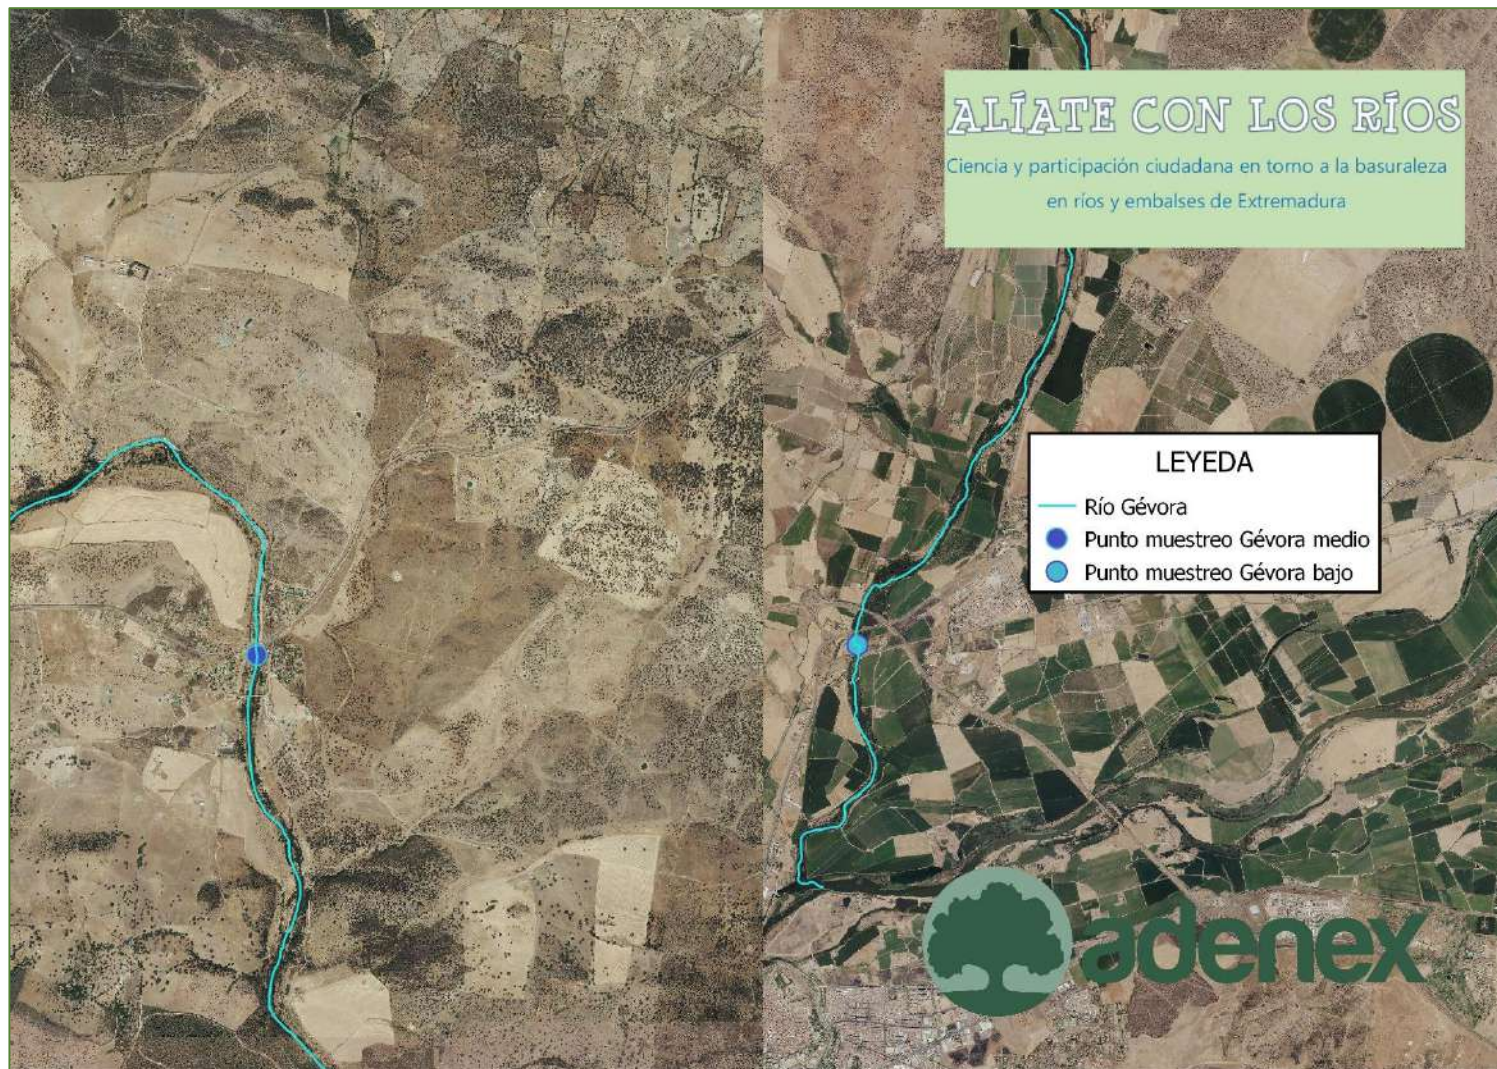 ALÍATE CON LOS RÍOS
Ciencia y participación ciudadana en torno a la basuraleza
en ríos y embalses de Extremadura
LEYEDA
Río Gévora
Punto muestreo Gévora medio
Punto muestreo Gévora bajo
adenex